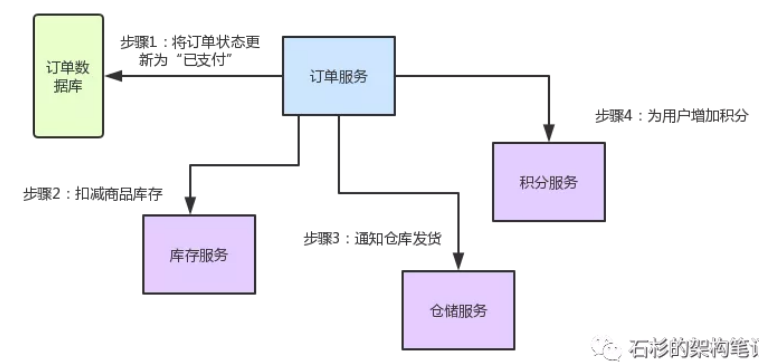 步骤1：将订单状态更
新为“已支付”
订单数
据库
订单服务
步骤4：为用户增加积分
积分服务
步骤2：扣减商品库存
库存服务
步骤3：通知仓库发货
仓储服务
石杉的架构笔记